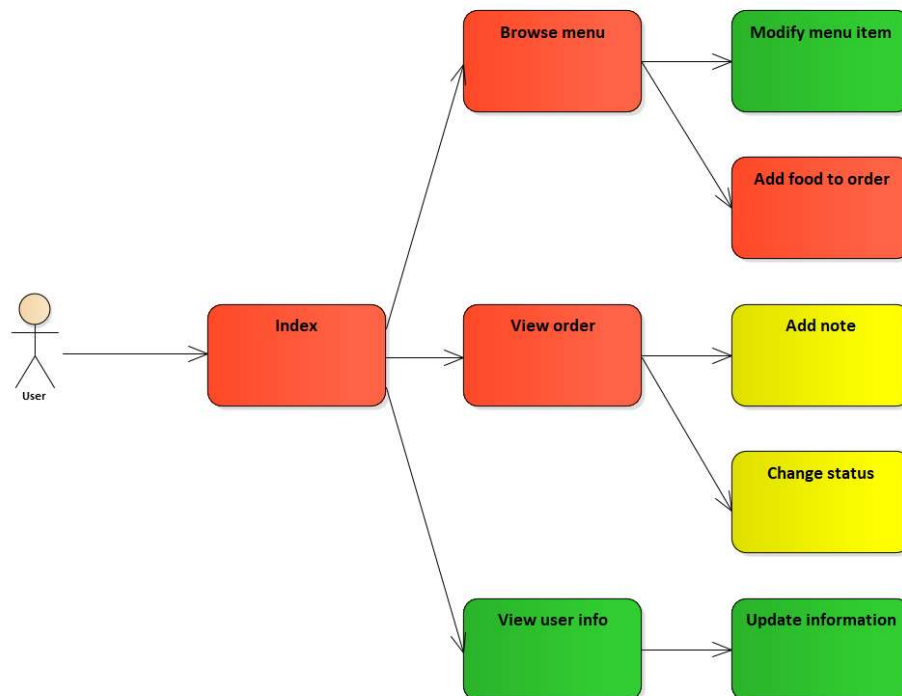 Browse menu
Modify menu item
Add food to order
User
Index
View order
Add note
Change status
View user info
Update information